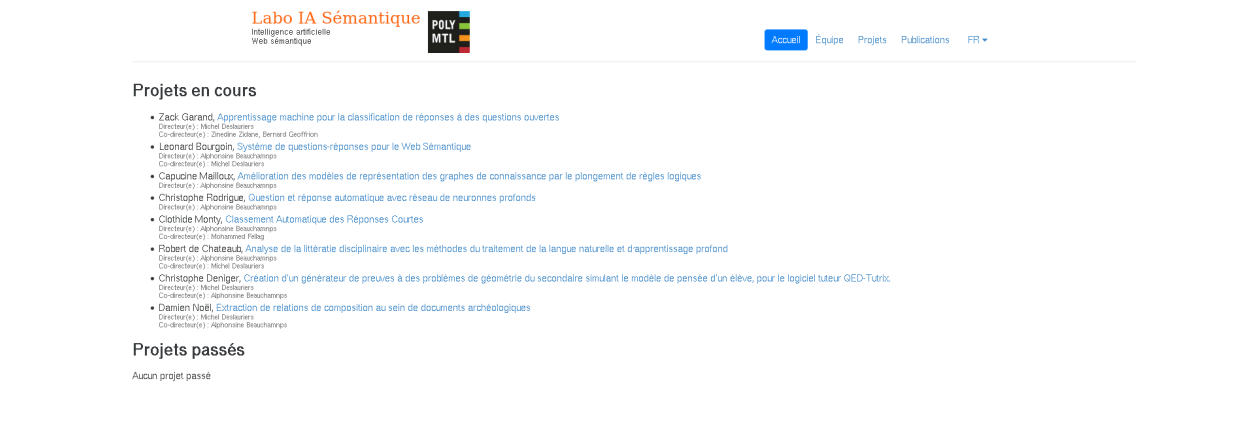 Labo IA Sémantique
Intelligence artificielle
Web sémantique
POLY
MTL
Accueil Équipe Projets Publications FR
Projets en cours
Zack Garand, Apprentissage machine pour la classification de réponses à des questions ouvertes
Directeur(e) : Michel Deslauriers
Co-directeur(e) : Zinedine Zidane, Bernard Geoffrion
Leonard Bourgoin, Système de questions-réponses pour le Web Sémantique
Directeur(e) : Alphonsine Beauchamnps
Co-directeur(e) : Michel Deslauriers
Capucine Mailloux, Amélioration des modèles de représentation des graphes de connaissance par le plongement de règles logiques
Directeur(e) : Alphonsine Beauchamnps
Christophe Rodrigue, Question et réponse automatique avec réseau de neuronnes profonds
Directeur(e) : Alphonsine Beauchamnps
Clothide Monty, Classement Automatique des Réponses Courtes
Directeur(e) : Alphonsine Beauchamnps
Co-directeur(e) : Mohammed Fellag
Robert de Chateaub, Analyse de la littératie disciplinaire avec les méthodes du traitement de la langue naturelle et d'apprentissage profond
Directeur(e) : Alphonsine Beauchamnps
Co-directeur(e) : Michel Deslauriers
Christophe Deniger, Création d'un générateur de preuves à des problèmes de géométrie du secondaire simulant le modèle de pensée d'un élève, pour le logiciel tuteur QED-Tutrix.
Directeur(e) : Michel Deslauriers
Co-directeur(e) : Alphonsine Beauchamnps
Damien Noël, Extraction de relations de composition au sein de documents archéologiques
Directeur(e) : Michel Deslauriers
Co-directeur(e) : Alphonsine Beauchamnps
Projets passés
Aucun projet passé